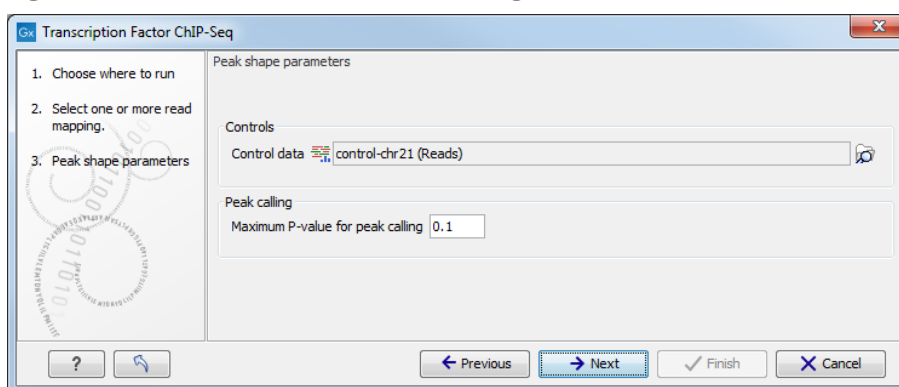 Gx Transcription Factor ChIP-Seq
1. Choose where to run
2. Select one or more read
mapping.
3. Peak shape parameters
Peak shape parameters
Controls
Control data control-chr21 (Reads)
Peak calling
Maximum P-value for peak calling 0.1
? Previous Next Finish Cancel